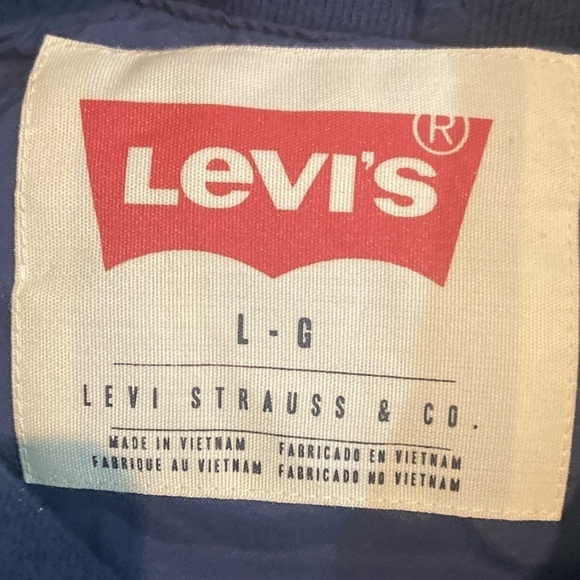 Levi's ®
L - G
LEVI STRAUSS & CO.
MADE IN VIETNAM FABRICADO EN VIETNAM
FABRIQUE AU VIETNAM FABRICADO NO VIETNAM